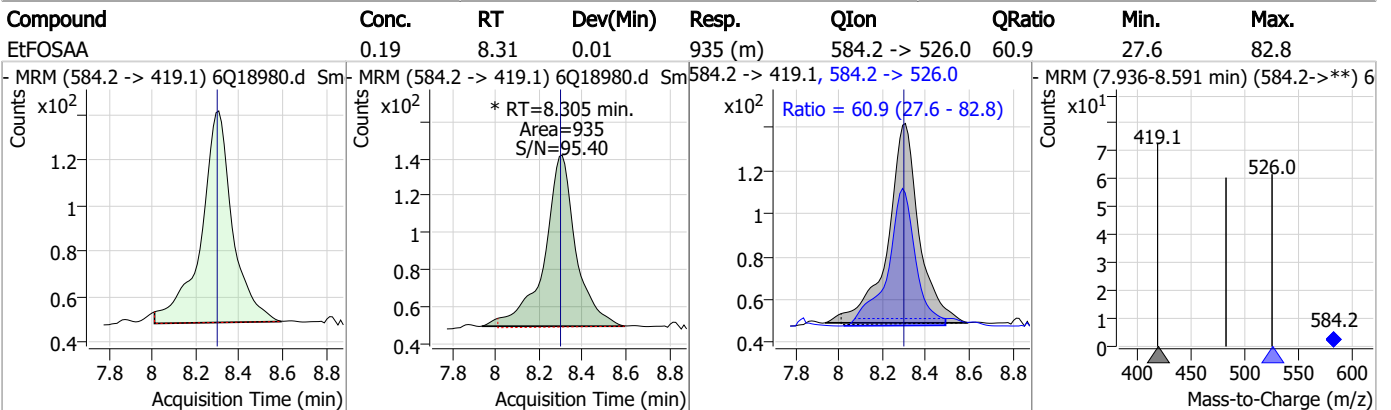 Compound Conc. RT Dev(Min) Resp. QIon QRatio Min. Max.
EtFOSAA 0.19 8.31 0.01 935 (m) 584.2 -> 526.0 60.9 27.6 82.8
- MRM (584.2 -> 419.1) 6Q18980.d Sm
Counts
x10²
1.2
1
0.8
0.6
0.4
7.8 8 8.2 8.4 8.6 8.8
Acquisition Time (min)
- MRM (584.2 -> 419.1) 6Q18980.d Sm
Counts
x10²
* RT=8.305 min.
Area=935
S/N=95.40
1.4
1.2
1
0.8
0.6
0.4
7.8 8 8.2 8.4 8.6 8.8
Acquisition Time (min)
584.2 -> 419.1, 584.2 -> 526.0
Counts
x10²
Ratio = 60.9 (27.6 - 82.8)
1.2
1
0.8
0.6
0.4
7.8 8 8.2 8.4 8.6 8.8
Acquisition Time (min)
- MRM (7.936-8.591 min) (584.2->**) 6
Counts
x10¹
419.1
526.0
584.2
7
6
5
4
3
2
1
0
400 450 500 550 600
Mass-to-Charge (m/z)